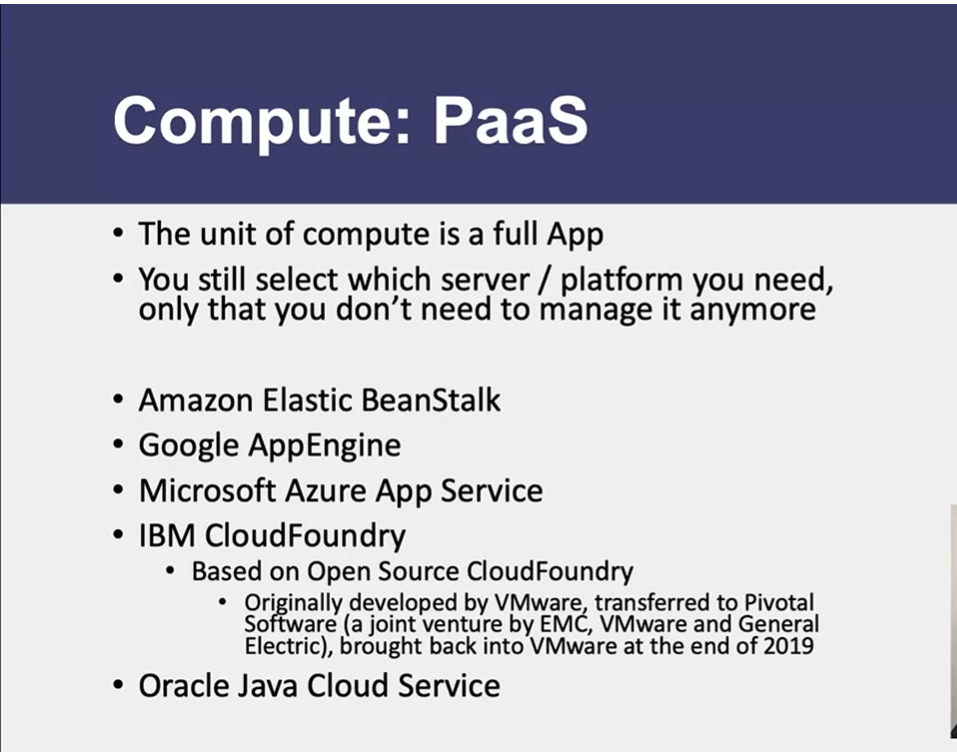 Compute: PaaS
• The unit of compute is a full App
• You still select which server / platform you need,
only that you don't need to manage it anymore
• Amazon Elastic BeanStalk
• Google AppEngine
• Microsoft Azure App Service
• IBM CloudFoundry
• Based on Open Source CloudFoundry
• Originally developed by VMware, transferred to Pivotal
Software (a joint venture by EMC, VMware and General
Electric), brought back into VMware at the end of 2019
• Oracle Java Cloud Service